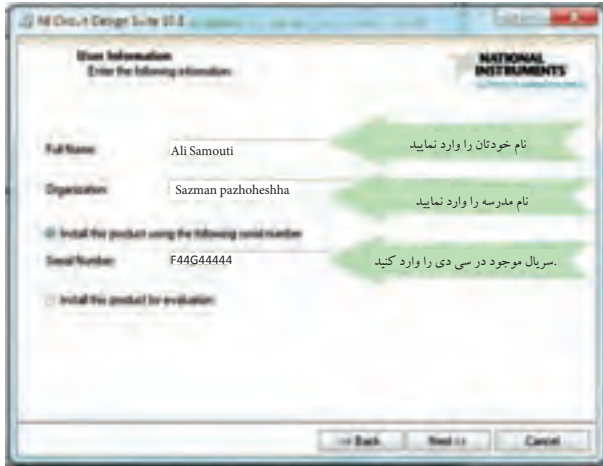 NI Circuit Design Suite 10.1
User Information
Enter the following information.
NATIONAL
INSTRUMENTS
Full Name:
Ali Samouti
نام خودتان را وارد نمایید
Organization:
Sazman pazhoheshha
نام مدرسه را وارد نمایید
Install this product using the following serial number
Serial Number:
F44G44444
سریال موجود در سی دی را وارد کنید.
Install this product for evaluation
<< Back
Next >>
Cancel